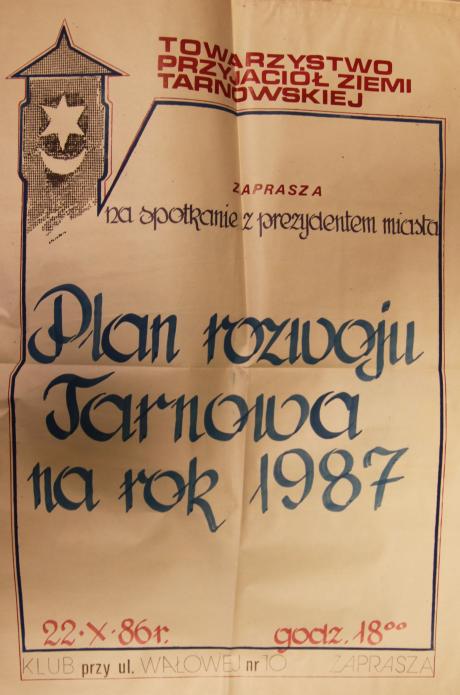 TOWARZYSTWO
PRZYJACIÓŁ ZIEMI
TARNOWSKIEJ
ZAPRASZA
na spotkanie z prezydentem miasta
Plan rozwoju
Tarnowa
na rok 1987
22·X·86r. godz. 18⁰⁰
KLUB przy ul. WAŁOWEJ nr 10 ZAPRASZA